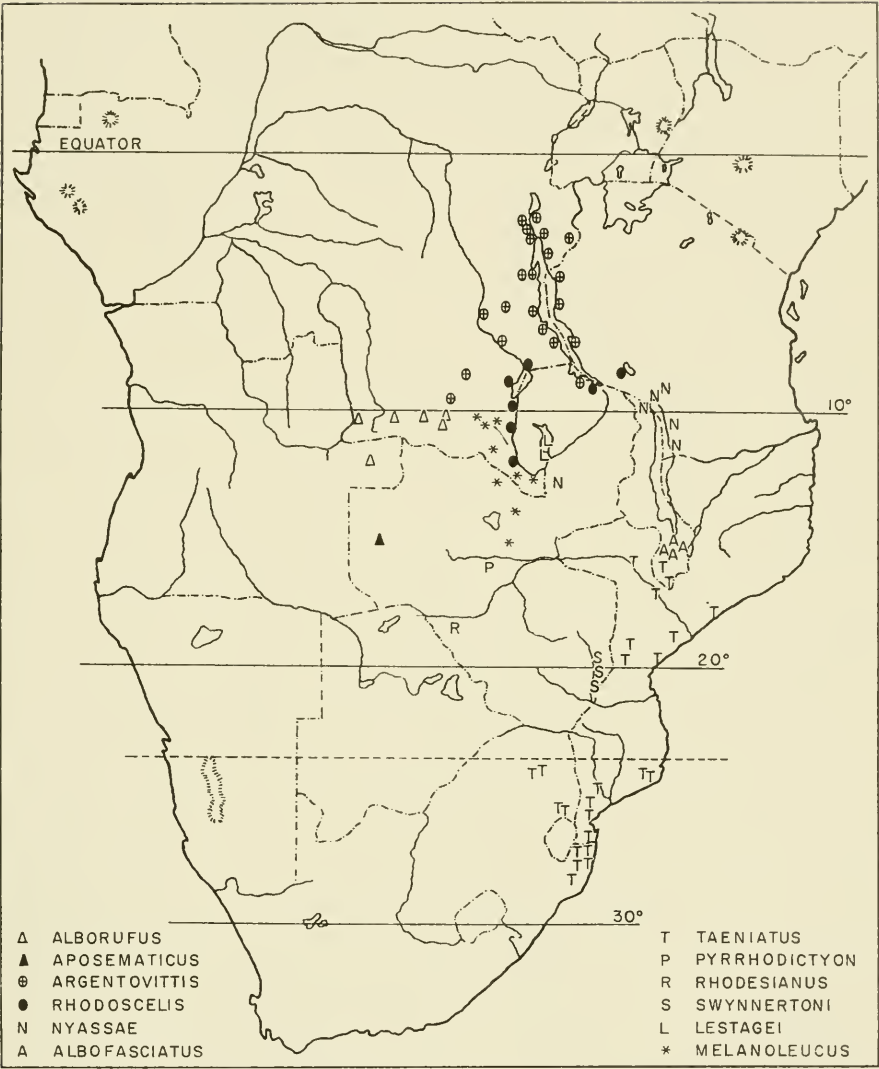 EQUATOR
10°
20°
30°
△ ALBORUFUS
▲ APOSEMATICUS
⊕ ARGENTOVITTIS
● RHODOSCELIS
N NYASSAE
A ALBOFASCIATUS
T TAENIATUS
P PYRRHODICTYON
R RHODESIANUS
S SWYNNERTONI
L LESTAGEI
* MELANOLEUCUS